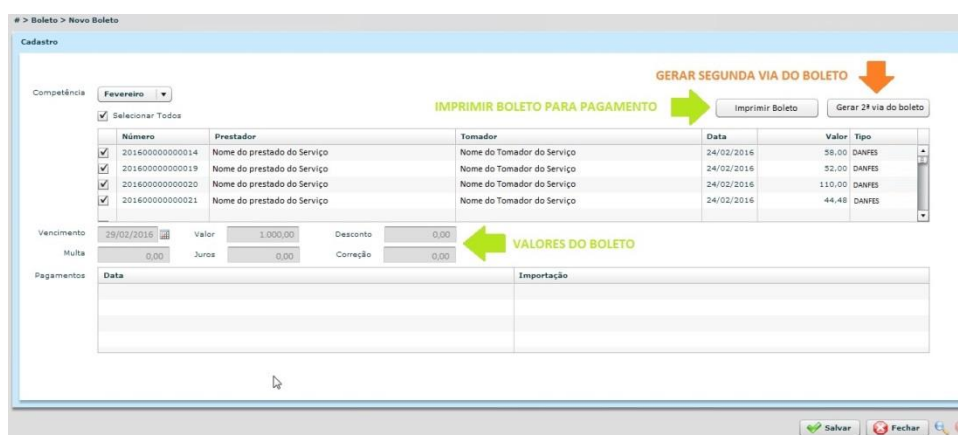 # > Boleto > Novo Boleto
Cadastro
GERAR SEGUNDA VIA DO BOLETO
Competência Fevereiro IMPRIMIR BOLETO PARA PAGAMENTO Imprimir Boleto Gerar 2ª via do boleto
Selecionar Todos
Número Prestador Tomador Data Valor Tipo
201600000000014 Nome do prestado do Serviço Nome do Tomador do Serviço 24/02/2016 58,00 DANFES
201600000000019 Nome do prestado do Serviço Nome do Tomador do Serviço 24/02/2016 52,00 DANFES
201600000000020 Nome do prestado do Serviço Nome do Tomador do Serviço 24/02/2016 110,00 DANFES
201600000000021 Nome do prestado do Serviço Nome do Tomador do Serviço 24/02/2016 44,48 DANFES
Vencimento 29/02/2016 Valor 1.000,00 Desconto 0,00 VALORES DO BOLETO
Multa 0,00 Juros 0,00 Correção 0,00
Pagamentos Data Importação
Salvar Fechar